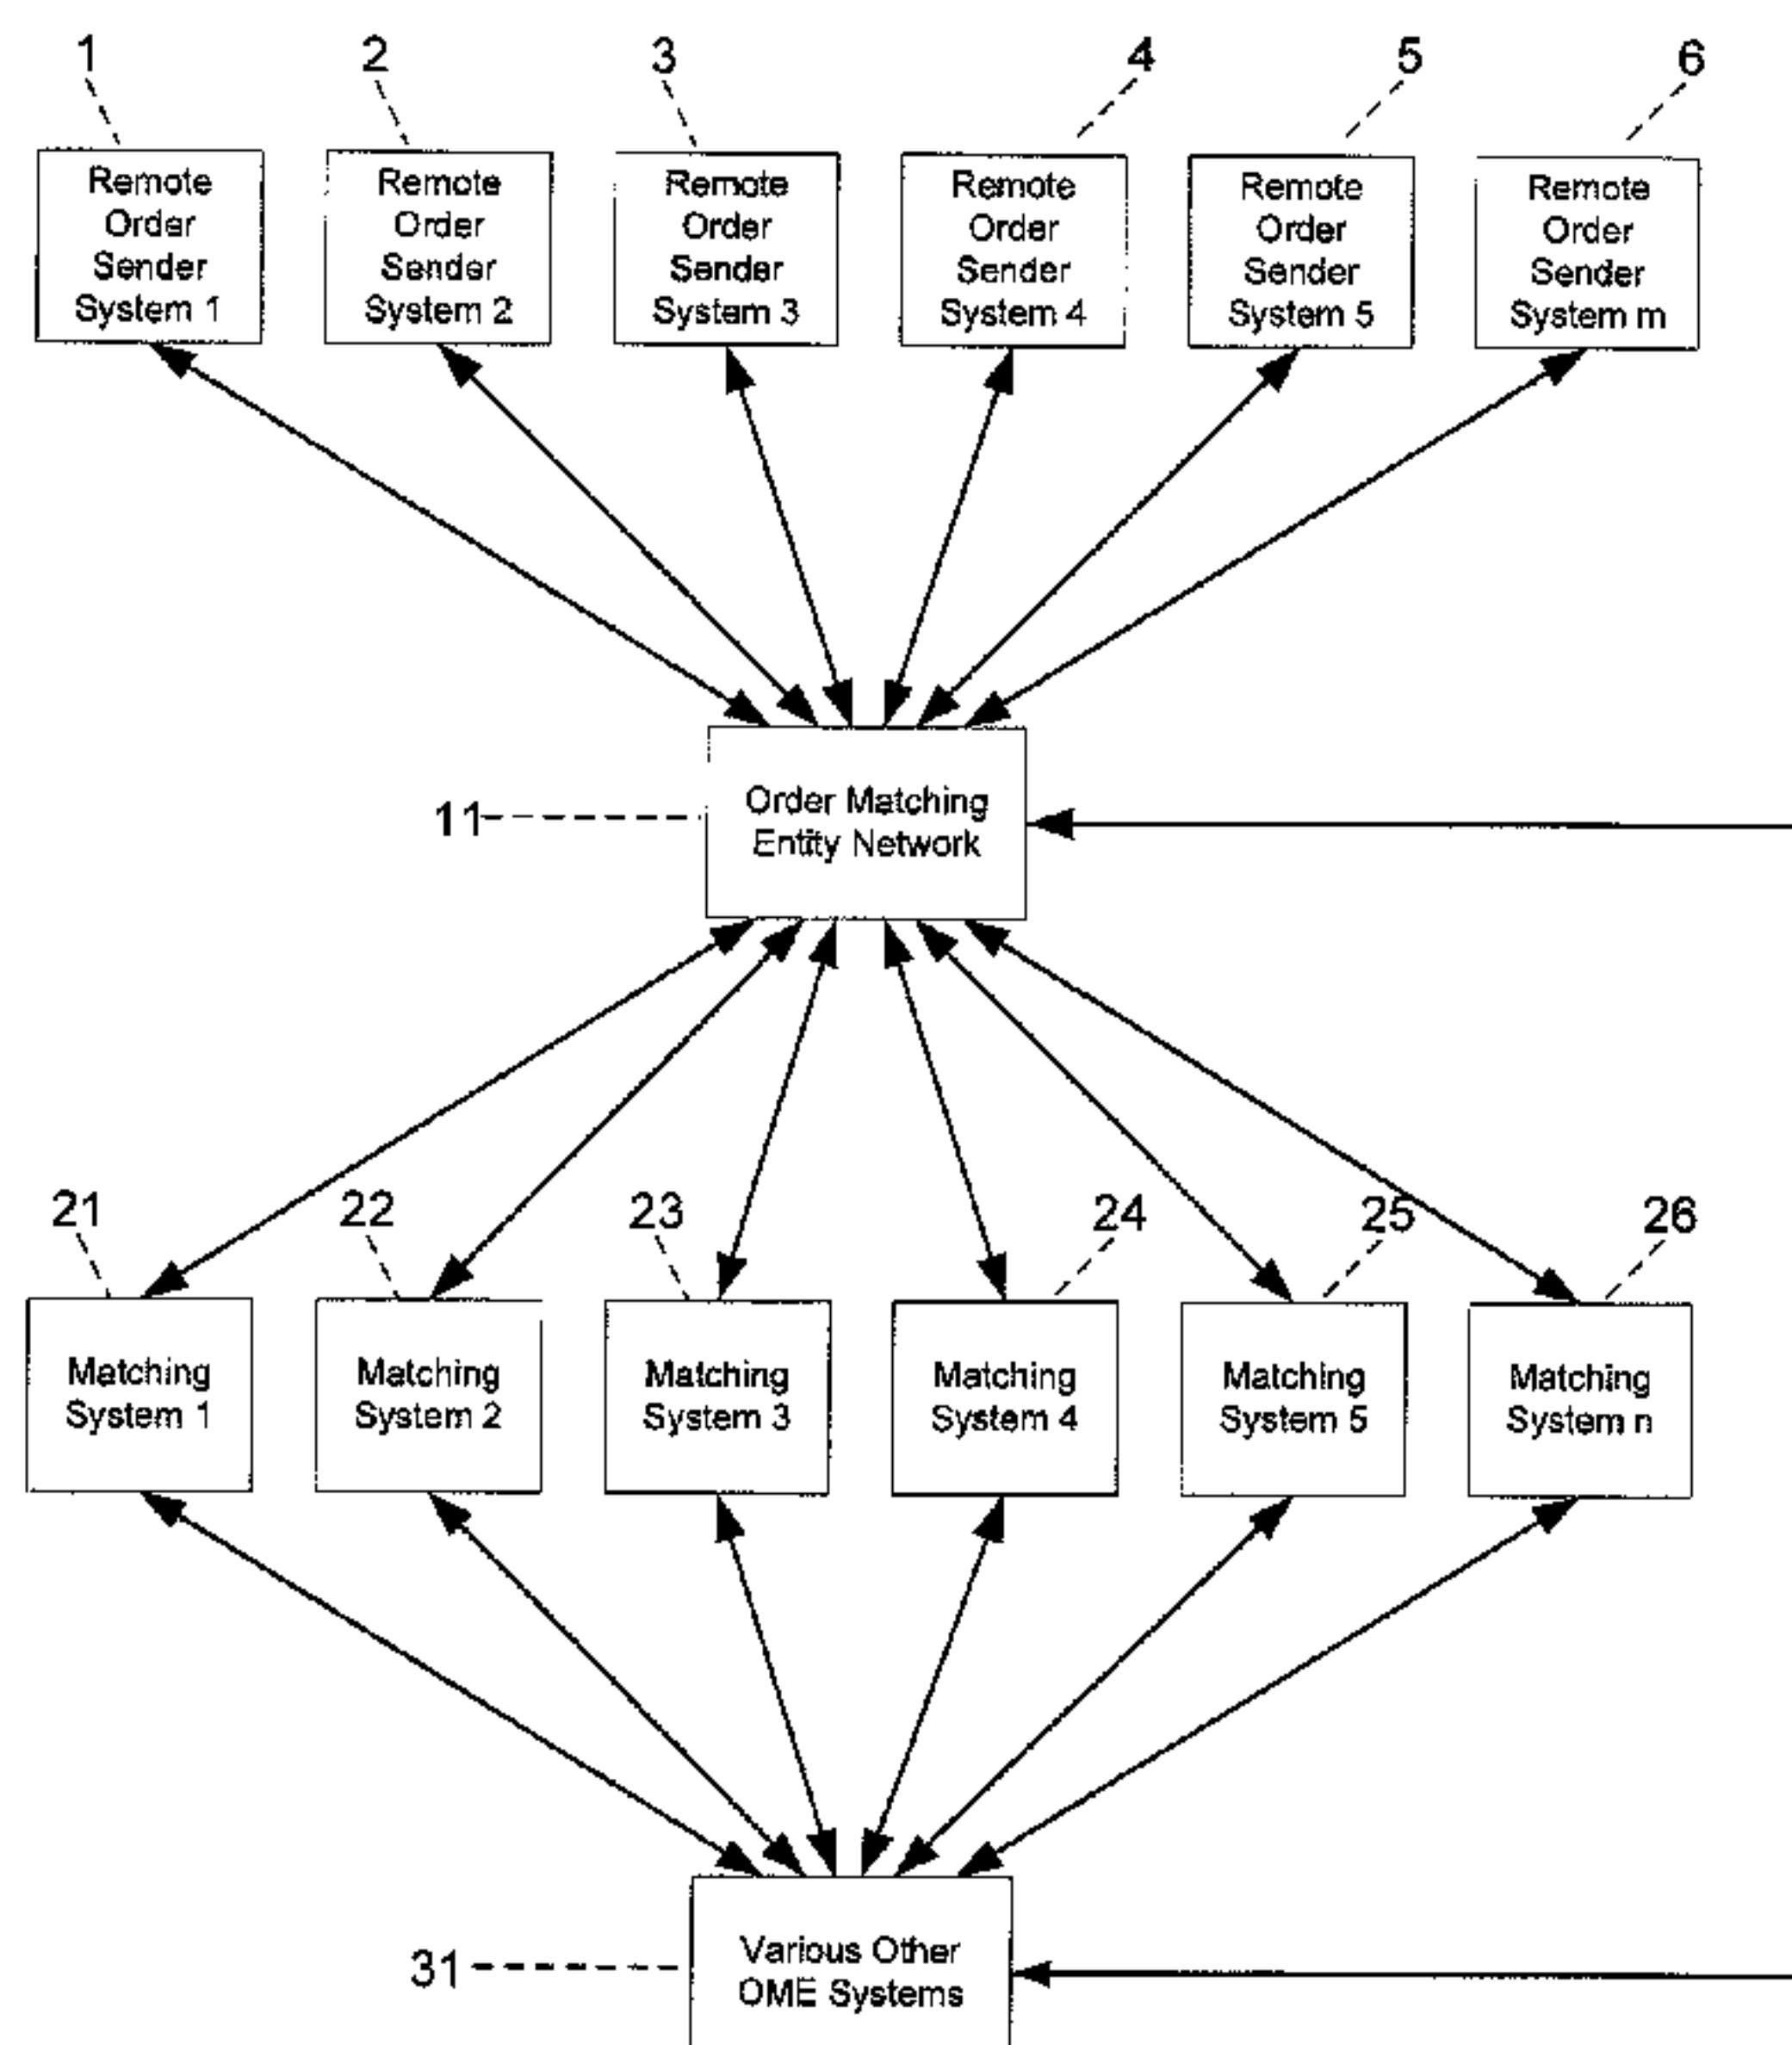 1
2
3
4
5
6
Remote
Order
Sender
System 1
Remote
Order
Sender
System 2
Remote
Order
Sender
System 3
Remote
Order
Sender
System 4
Remote
Order
Sender
System 5
Remote
Order
Sender
System m
11
Order Matching
Entity Network
21
22
23
24
25
26
Matching
System 1
Matching
System 2
Matching
System 3
Matching
System 4
Matching
System 5
Matching
System n
31
Various Other
OME Systems